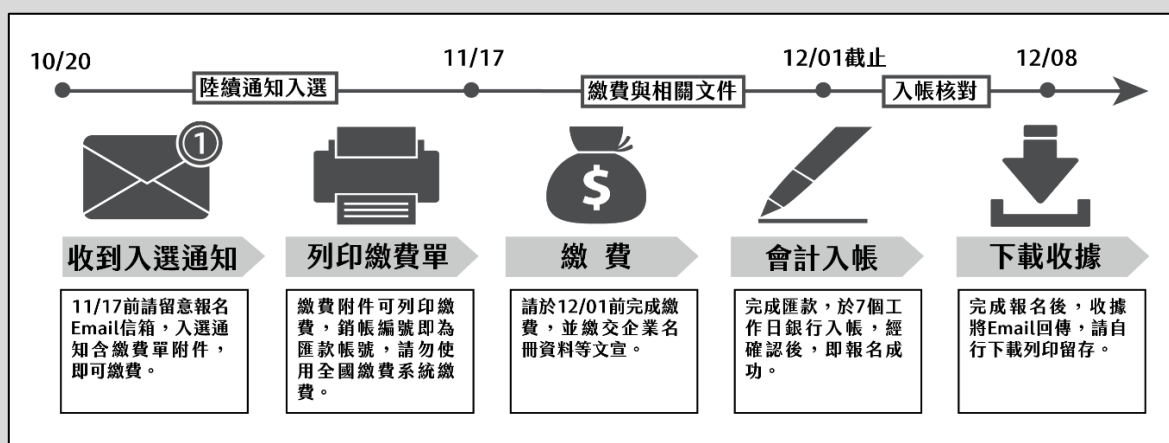 10/20
11/17
12/01截止
12/08
陸續通知入選
繳費與相關文件
入帳核對
1
$
收到入選通知
11/17前請留意報名
Email信箱，入選通
知含繳費單附件，
即可繳費。
列印繳費單
繳費附件可列印繳
費，銷帳編號即為
匯款帳號，請勿使
用全國繳費系統繳
費。
繳 費
請於12/01前完成繳
費，並繳交企業名
冊資料等文宣。
會計入帳
完成匯款，於7個工
作日銀行入帳，經
確認後，即報名成
功。
下載收據
完成報名後，收據
將Email回傳，請自
行下載列印留存。